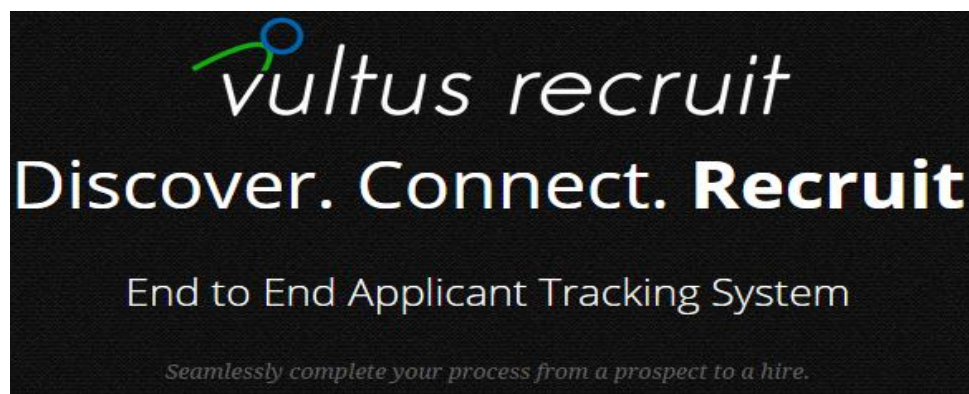 vultus recruit
Discover. Connect. Recruit
End to End Applicant Tracking System
Seamlessly complete your process from a prospect to a hire.